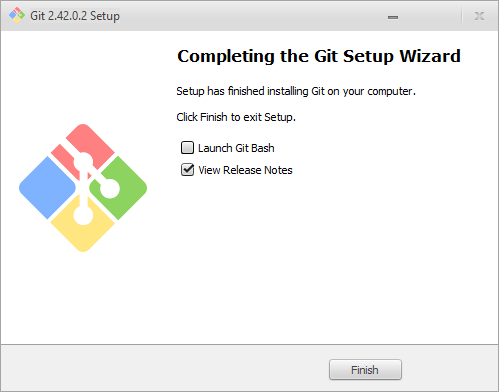 Git 2.42.0.2 Setup
Completing the Git Setup Wizard
Setup has finished installing Git on your computer.
Click Finish to exit Setup.
Launch Git Bash
View Release Notes
Finish